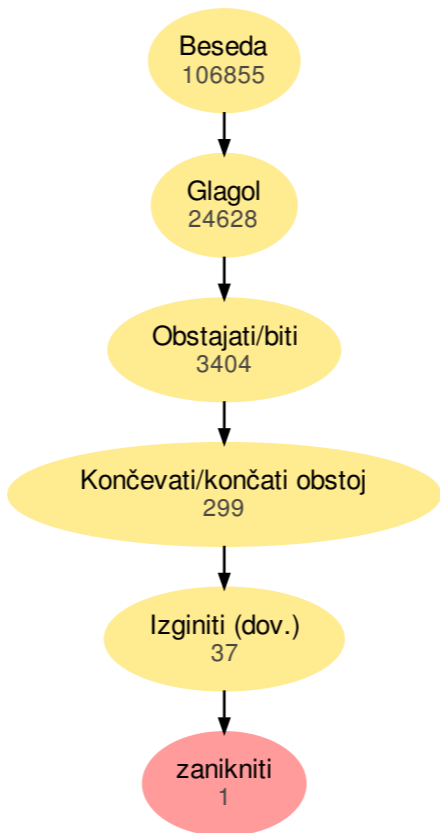 Beseda
106855
Glagol
24628
Obstajati/biti
3404
Končevati/končati obstoj
299
Izginiti (dov.)
37
zanikniti
1